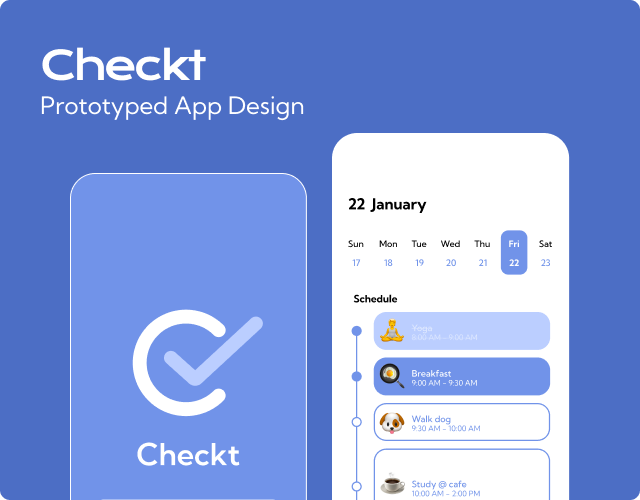 Checkt
Prototyped App Design
Checkt
22 January
Sun Mon Tue Wed Thu Fri Sat
17 18 19 20 21 22 23
Schedule
Yoga
8:00 AM - 9:00 AM
Breakfast
9:00 AM - 9:30 AM
Walk dog
9:30 AM - 10:00 AM
Study @ cafe
10:00 AM - 2:00 PM